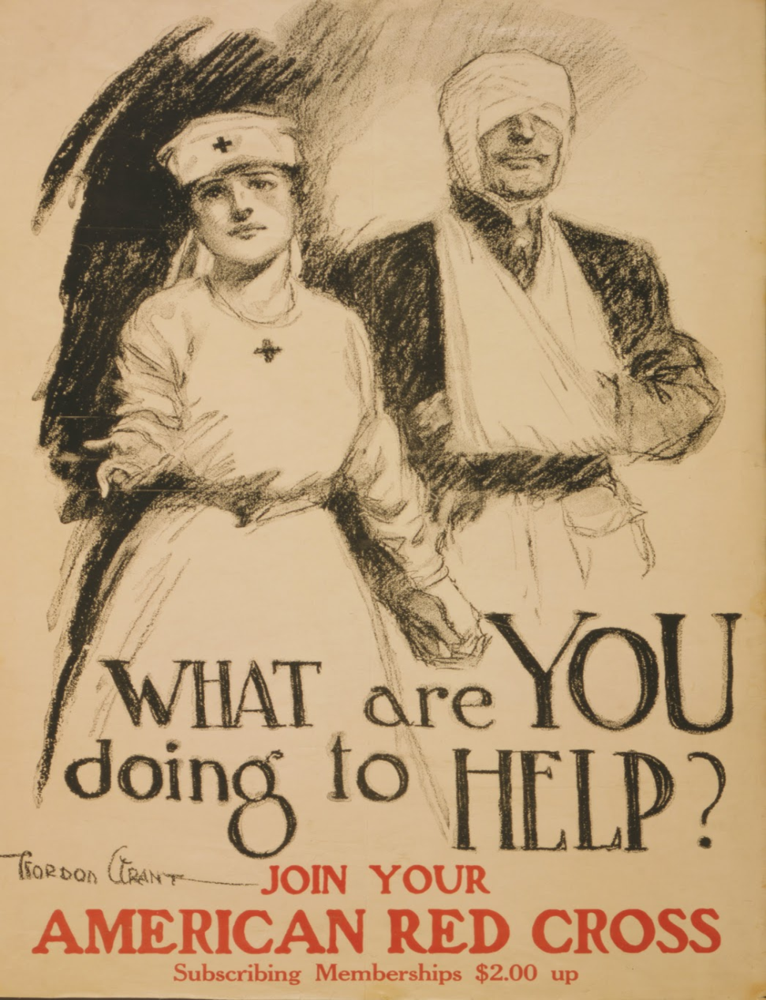 WHAT are YOU
doing to HELP?
GORDON GRANT
JOIN YOUR
AMERICAN RED CROSS
Subscribing Memberships $2.00 up